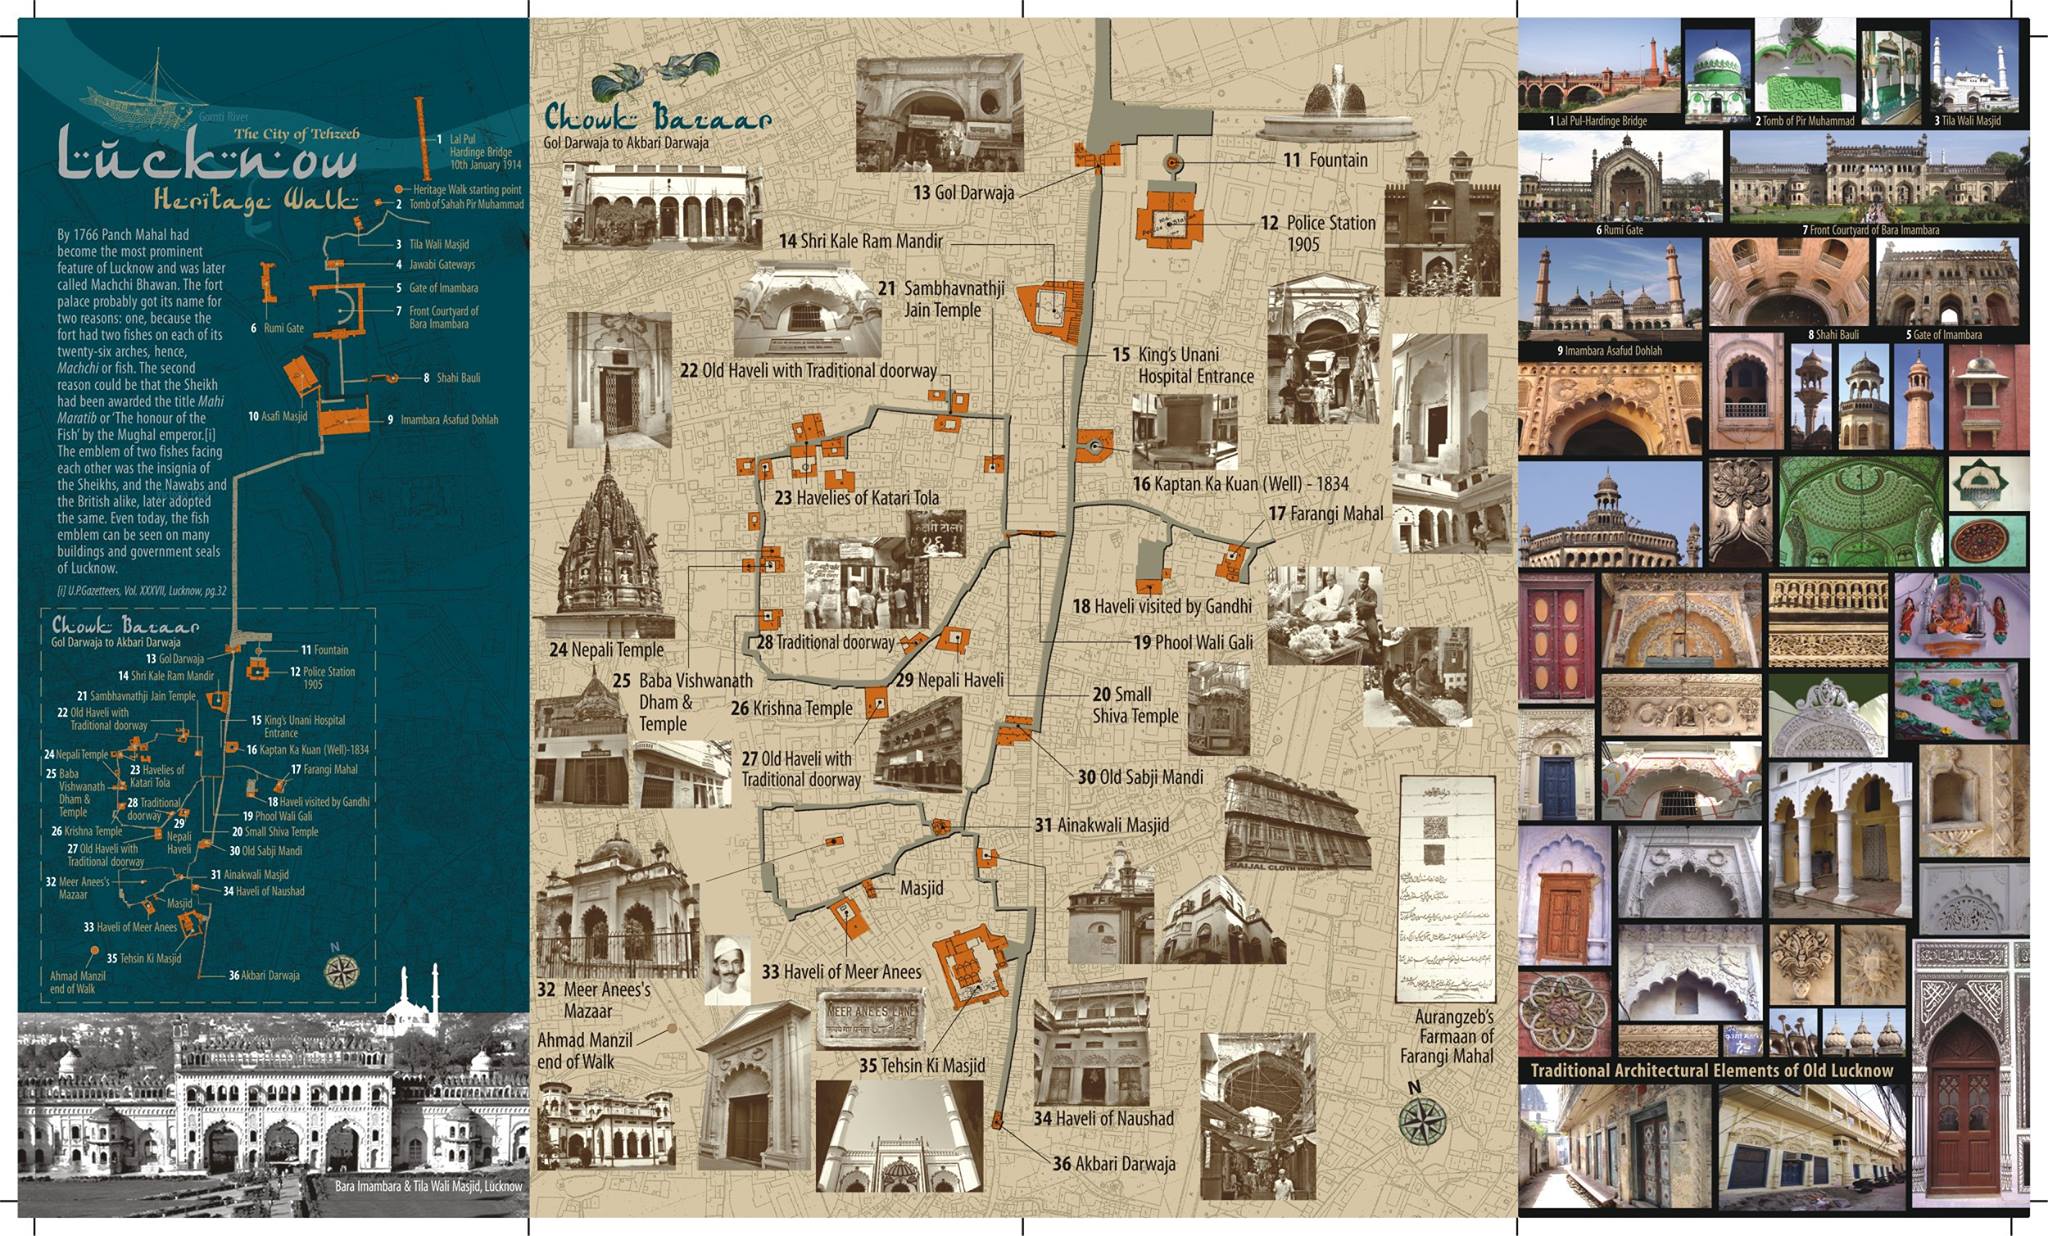 Gomti River
The City of Tehzeeb
Lucknow
Heritage Walk
By 1766 Panch Mahal had
become the most prominent
feature of Lucknow and was later
called Machchi Bhawan. The fort
palace probably got its name for
two reasons: one, because the
fort had two fishes on each of its
twenty-six arches, hence,
Machchi or fish. The second
reason could be that the Sheikh
had been awarded the title Mahi
Maratib or 'The honour of the
Fish' by the Mughal emperor.[i]
The emblem of two fishes facing
each other was the insignia of
the Sheikhs, and the Nawabs and
the British alike, later adopted
the same. Even today, the fish
emblem can be seen on many
buildings and government seals
of Lucknow.
[i] U.P.Gazetteers, Vol. XXXVII, Lucknow, pg.32
1 Lal Pul
Hardinge Bridge
10th January 1914
Heritage Walk starting point
2 Tomb of Sahah Pir Muhammad
3 Tila Wali Masjid
4 Jawabi Gateways
5 Gate of Imambara
6 Rumi Gate
7 Front Courtyard of
Bara Imambara
8 Shahi Bauli
10 Asafi Masjid
9 Imambara Asafud Dohlah
Chowk Bazaar
Gol Darwaja to Akbari Darwaja
13 Gol Darwaja
11 Fountain
14 Shri Kale Ram Mandir
12 Police Station
1905
21 Sambhavnathji Jain Temple
22 Old Haveli with
Traditional doorway
15 King's Unani Hospital
Entrance
24 Nepali Temple
16 Kaptan Ka Kuan (Well)-1834
25 Baba
Vishwanath
Dham &
Temple
23 Havelies of
Katari Tola
17 Farangi Mahal
28 Traditional
doorway
18 Haveli visited by Gandhi
19 Phool Wali Gali
26 Krishna Temple
29
Nepali
Haveli
20 Small Shiva Temple
27 Old Haveli with
Traditional doorway
30 Old Sabji Mandi
32 Meer Anees's
Mazaar
31 Ainakwali Masjid
34 Haveli of Naushad
Masjid
33 Haveli of Meer Anees
35 Tehsin Ki Masjid
Ahmad Manzil
end of Walk
36 Akbari Darwaja
N
Bara Imambara & Tila Wali Masjid, Lucknow
Chowk Bazaar
Gol Darwaja to Akbari Darwaja
11 Fountain
13 Gol Darwaja
12 Police Station
1905
14 Shri Kale Ram Mandir
21 Sambhavnathji
Jain Temple
15 King's Unani
Hospital Entrance
22 Old Haveli with Traditional doorway
16 Kaptan Ka Kuan (Well) - 1834
23 Havelies of Katari Tola
17 Farangi Mahal
18 Haveli visited by Gandhi
28 Traditional doorway
19 Phool Wali Gali
24 Nepali Temple
25 Baba Vishwanath
Dham &
Temple
29 Nepali Haveli
26 Krishna Temple
20 Small
Shiva Temple
27 Old Haveli with
Traditional doorway
30 Old Sabji Mandi
31 Ainakwali Masjid
Masjid
33 Haveli of Meer Anees
32 Meer Anees's
Mazaar
MEER ANEES LANE
Ahmad Manzil
end of Walk
35 Tehsin Ki Masjid
34 Haveli of Naushad
36 Akbari Darwaja
Aurangzeb's
Farmaan of
Farangi Mahal
N
1 Lal Pul-Hardinge Bridge
2 Tomb of Pir Muhammad
3 Tila Wali Masjid
6 Rumi Gate
7 Front Courtyard of Bara Imambara
9 Imambara Asafud Dohlah
8 Shahi Bauli
5 Gate of Imambara
Traditional Architectural Elements of Old Lucknow